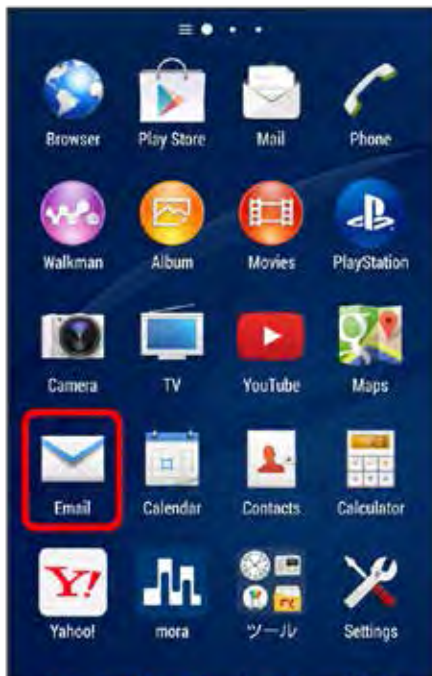 Browser Play Store Mail Phone
Walkman Album Movies PlayStation
Camera TV YouTube Maps
Email Calendar Contacts Calculator
Y!
Yahoo! mora ツール Settings